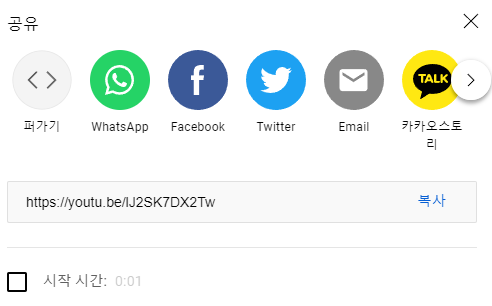 공유
퍼가기
WhatsApp
Facebook
Twitter
Email
TALK
카카오스토
리
https://youtu.be/IJ2SK7DX2Tw
복사
시작 시간: 0:01